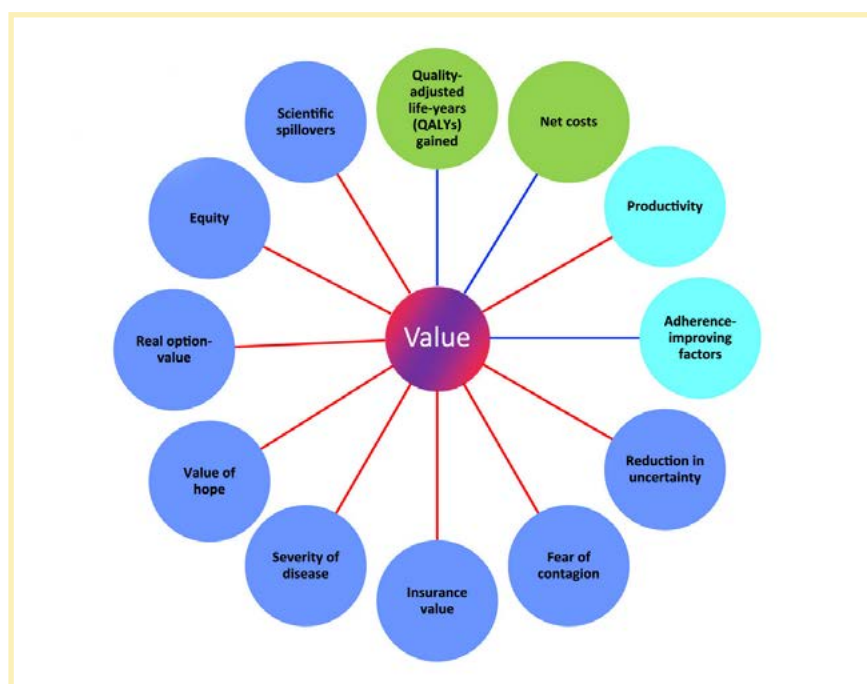 Quality-
adjusted
life-years
(QALYs)
gained
Net costs
Productivity
Adherence-
improving
factors
Reduction in
uncertainty
Fear of
contagion
Insurance
value
Severity of
disease
Value of
hope
Real option-
value
Equity
Scientific
spillovers
Value